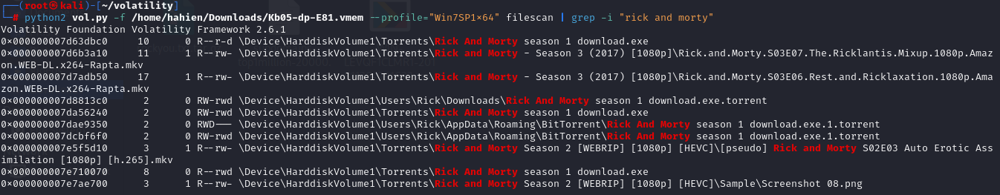 ┌──(root㉿kali)-[~/volatility]
└─# python2 vol.py -f /home/hahien/Downloads/Kb05-dp-E81.vmem --profile="Win7SP1×64" filescan | grep -i "rick and morty"
Volatility Foundation Volatility Framework 2.6.1
0×000000007d63dbc0     10      0 R--r-d \Device\HarddiskVolume1\Torrents\Rick And Morty season 1 download.exe
0×000000007d6b3a10     11      1 R--rw- \Device\HarddiskVolume1\Torrents\Rick and Morty - Season 3 (2017) [1080p]\Rick.and.Morty.S03E07.The.Ricklantis.Mixup.1080p.Amaz
on.WEB-DL.x264-Rapta.mkv
0×000000007d7adb50     17      1 R--rw- \Device\HarddiskVolume1\Torrents\Rick and Morty - Season 3 (2017) [1080p]\Rick.and.Morty.S03E06.Rest.and.Ricklaxation.1080p.Ama
zon.WEB-DL.x264-Rapta.mkv
0×000000007d8813c0      2      0 RW-rwd \Device\HarddiskVolume1\Users\Rick\Downloads\Rick And Morty season 1 download.exe.torrent
0×000000007da56240      2      0 RW-rwd \Device\HarddiskVolume1\Torrents\Rick And Morty season 1 download.exe
0×000000007dae9350      2      0 RWD--- \Device\HarddiskVolume1\Users\Rick\AppData\Roaming\BitTorrent\Rick And Morty season 1 download.exe.1.torrent
0×000000007dcbf6f0      2      0 RW-rwd \Device\HarddiskVolume1\Users\Rick\AppData\Roaming\BitTorrent\Rick And Morty season 1 download.exe.1.torrent
0×000000007e5f5d10      3      1 R--rw- \Device\HarddiskVolume1\Torrents\Rick and Morty Season 2 [WEBRIP] [1080p] [HEVC]\[pseudo] Rick and Morty S02E03 Auto Erotic Ass
imilation [1080p] [h.265].mkv
0×000000007e710070      8      0 R--rwd \Device\HarddiskVolume1\Torrents\Rick And Morty season 1 download.exe
0×000000007e7ae700      3      1 R--rw- \Device\HarddiskVolume1\Torrents\Rick and Morty Season 2 [WEBRIP] [1080p] [HEVC]\Sample\Screenshot 08.png